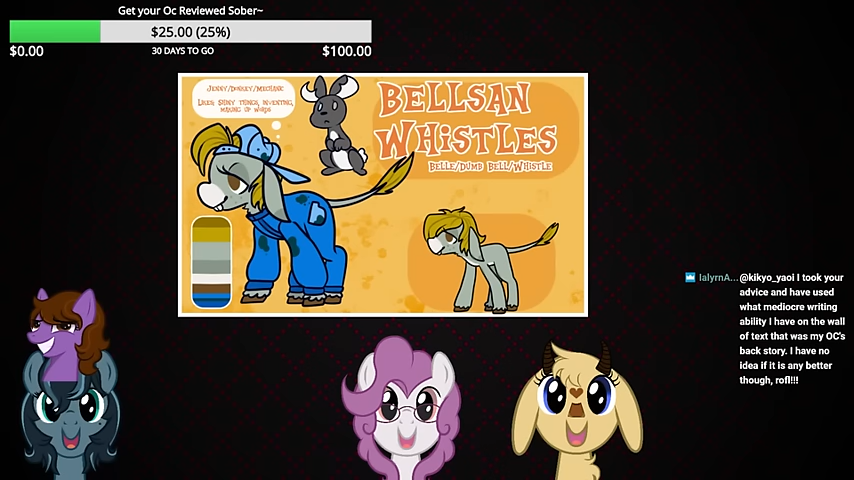 Get your Oc Reviewed Sober~
$25.00 (25%)
$0.00
30 DAYS TO GO
$100.00
Jenny/Donkey/Mechanic
Likes Shiny things, inventing,
making up words
BELLSAN
WHISTLES
Belle/Dumb Bell/Whistle
IalyrnA...@kikyo_yaoi I took your
advice and have used
what mediocre writing
ability I have on the wall
of text that was my OC's
back story. I have no
idea if it is any better
though, rofl!!!